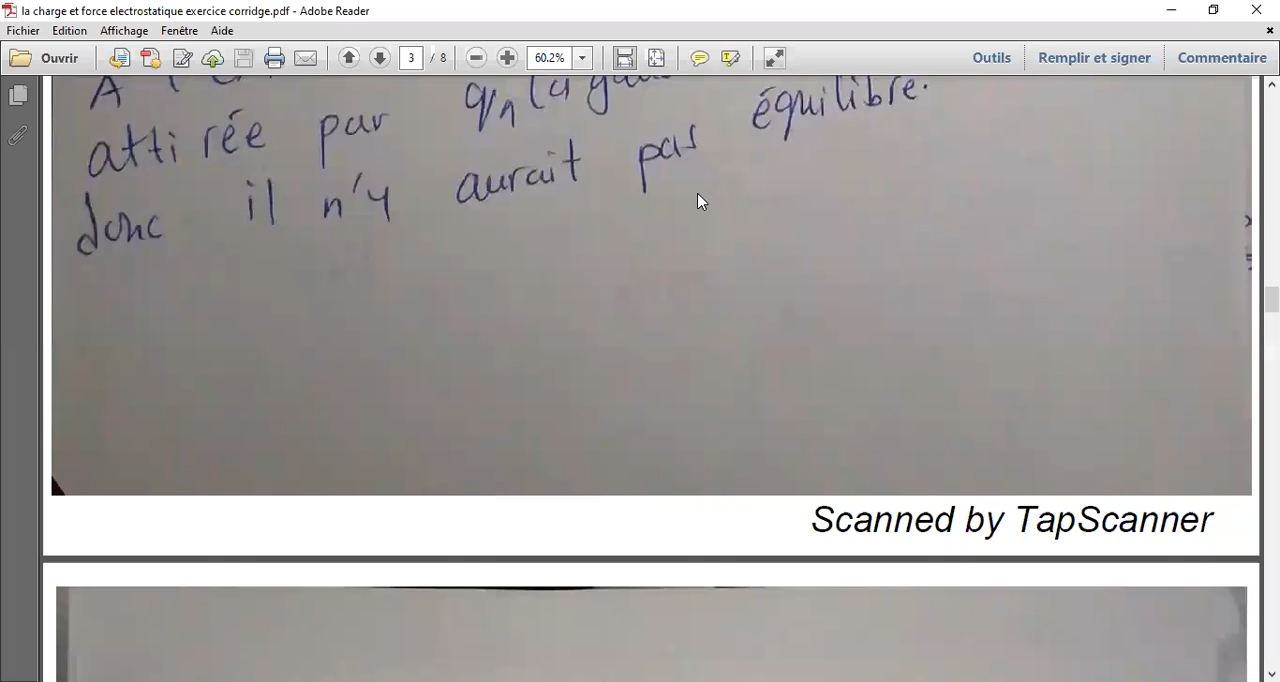 la charge et force electrostatique exercice corridge.pdf - Adobe Reader
Fichier Edition Affichage Fenêtre Aide
Ouvrir 3 / 8 60.2% Outils Remplir et signer Commentaire
A
attirée par q1 la équilibre.
donc il n'y aurait pas
Scanned by TapScanner